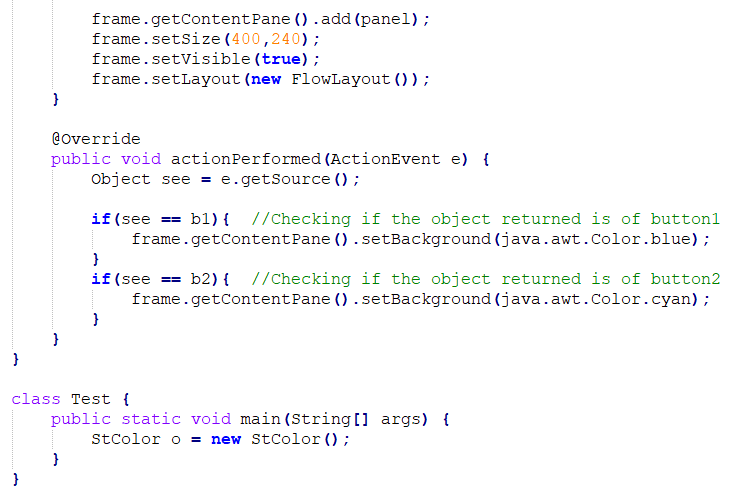 frame.getContentPane().add(panel);
frame.setSize(400,240);
frame.setVisible(true);
frame.setLayout(new FlowLayout());
}
@Override
public void actionPerformed(ActionEvent e) {
Object see = e.getSource();
if(see == b1){  //Checking if the object returned is of button1
frame.getContentPane().setBackground(java.awt.Color.blue);
}
if(see == b2){  //Checking if the object returned is of button2
frame.getContentPane().setBackground(java.awt.Color.cyan);
}
}
}
class Test {
public static void main(String[] args) {
StColor o = new StColor();
}
}